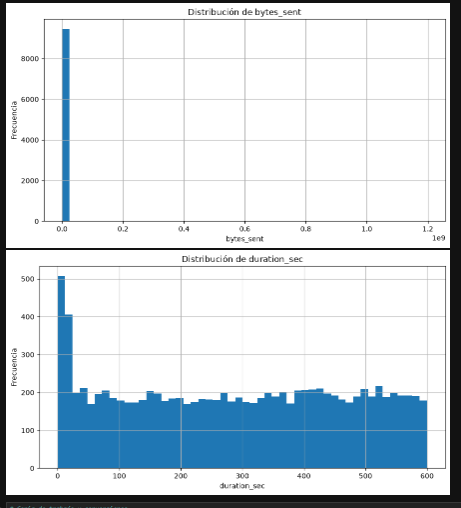 Distribución de bytes_sent
8000
6000
4000
2000
0
Frecuencia
0.0 0.2 0.4 0.6 0.8 1.0 1.2
1e9
bytes_sent
Distribución de duration_sec
500
400
300
200
100
0
Frecuencia
0 100 200 300 400 500 600
duration_sec